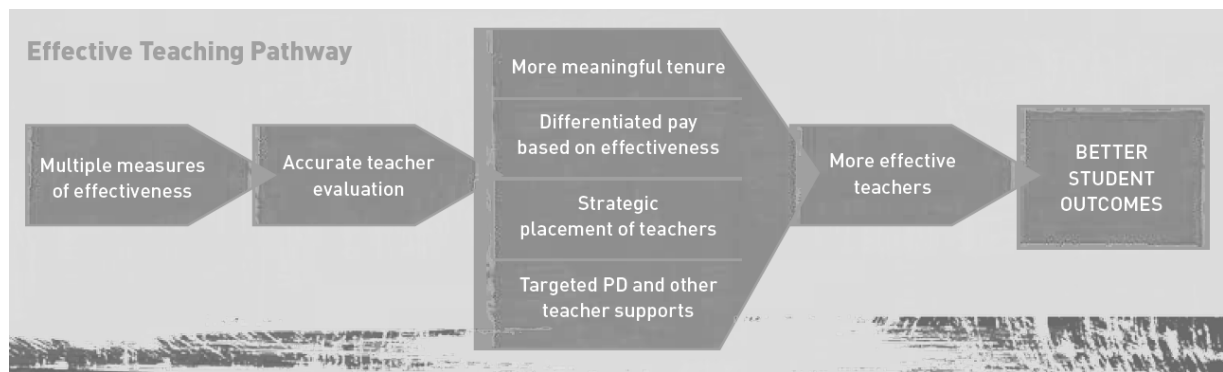 Effective Teaching Pathway
Multiple measures
of effectiveness
Accurate teacher
evaluation
More meaningful tenure
Differentiated pay
based on effectiveness
Strategic
placement of teachers
Targeted PD and other
teacher supports
More effective
teachers
BETTER
STUDENT
OUTCOMES